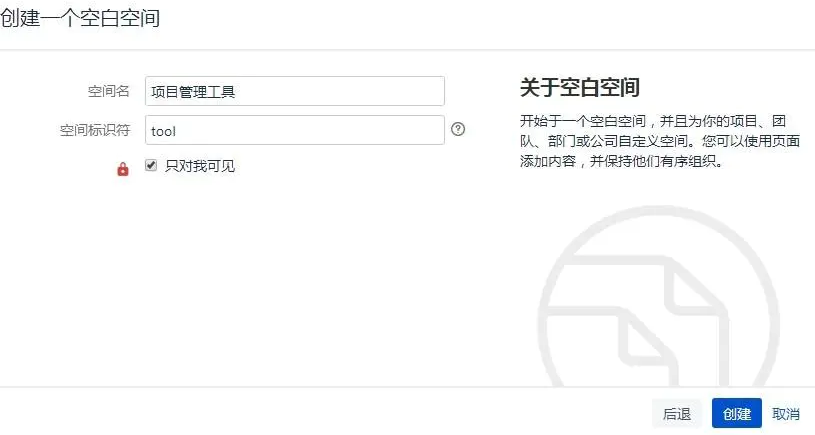 创建一个空白空间
空间名 项目管理工具
空间标识符 tool
只对我可见
关于空白空间
开始于一个空白空间，并且为你的项目、团
队、部门或公司自定义空间。您可以使用页面
添加内容，并保持他们有序组织。
后退 创建 取消